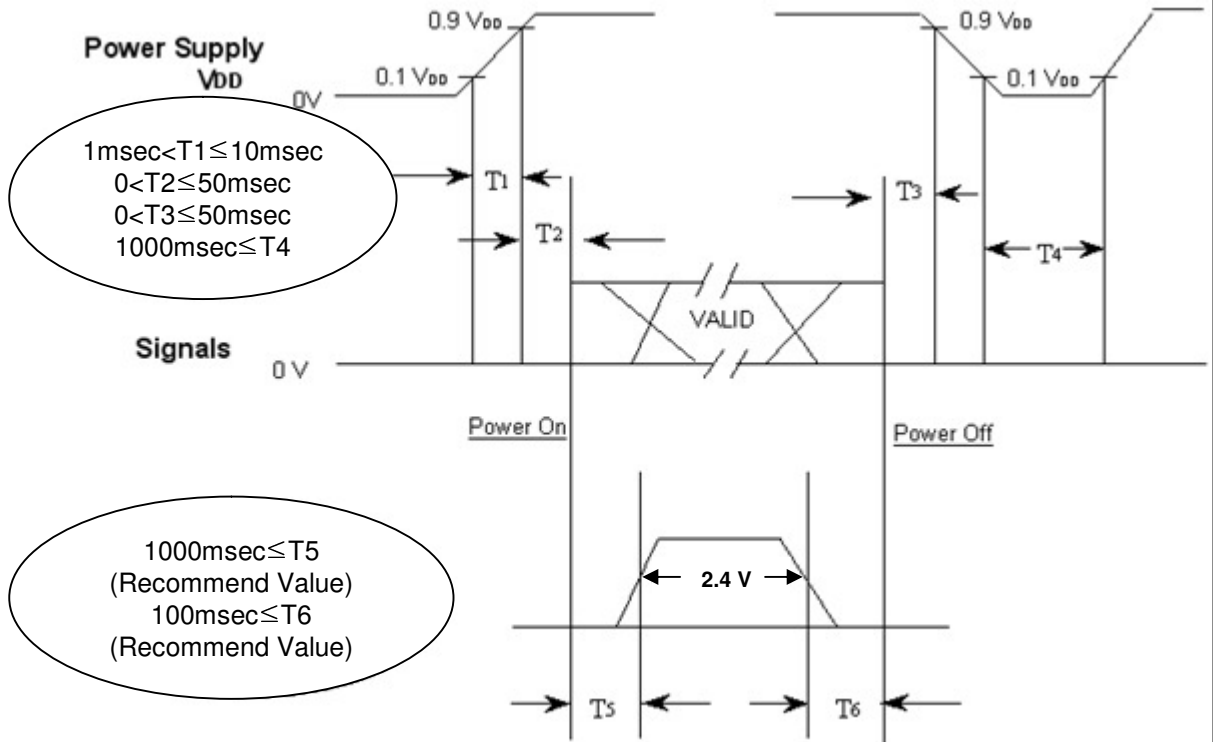 0.9 VDD
0.9 VDD
Power Supply
VDD
0.1 VDD
0.1 VDD
0V
1msec<T1≦10msec
0<T2≦50msec
0<T3≦50msec
1000msec≦T4
T1
T3
T2
T4
VALID
Signals
0 V
Power On
Power Off
1000msec≦T5
(Recommend Value)
100msec≦T6
(Recommend Value)
2.4 V
T5
T6